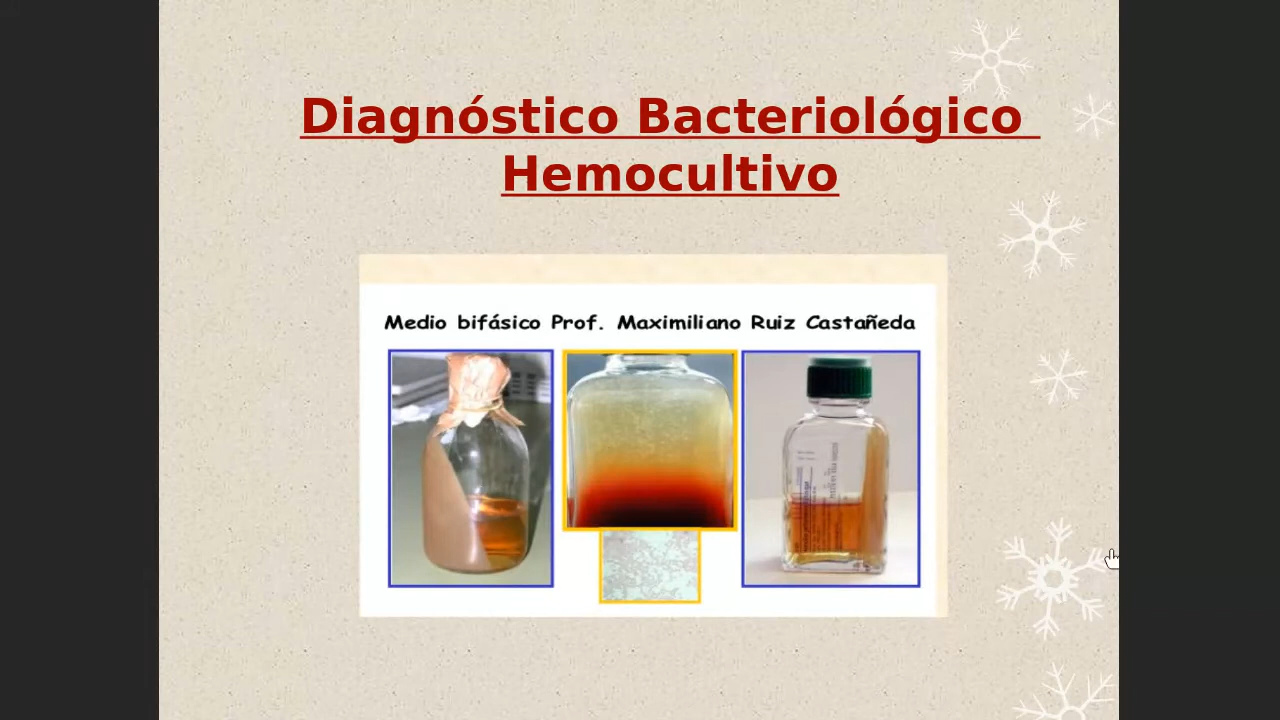 Diagnóstico Bacteriológico
Hemocultivo
Medio bifásico Prof. Maximiliano Ruiz Castañeda